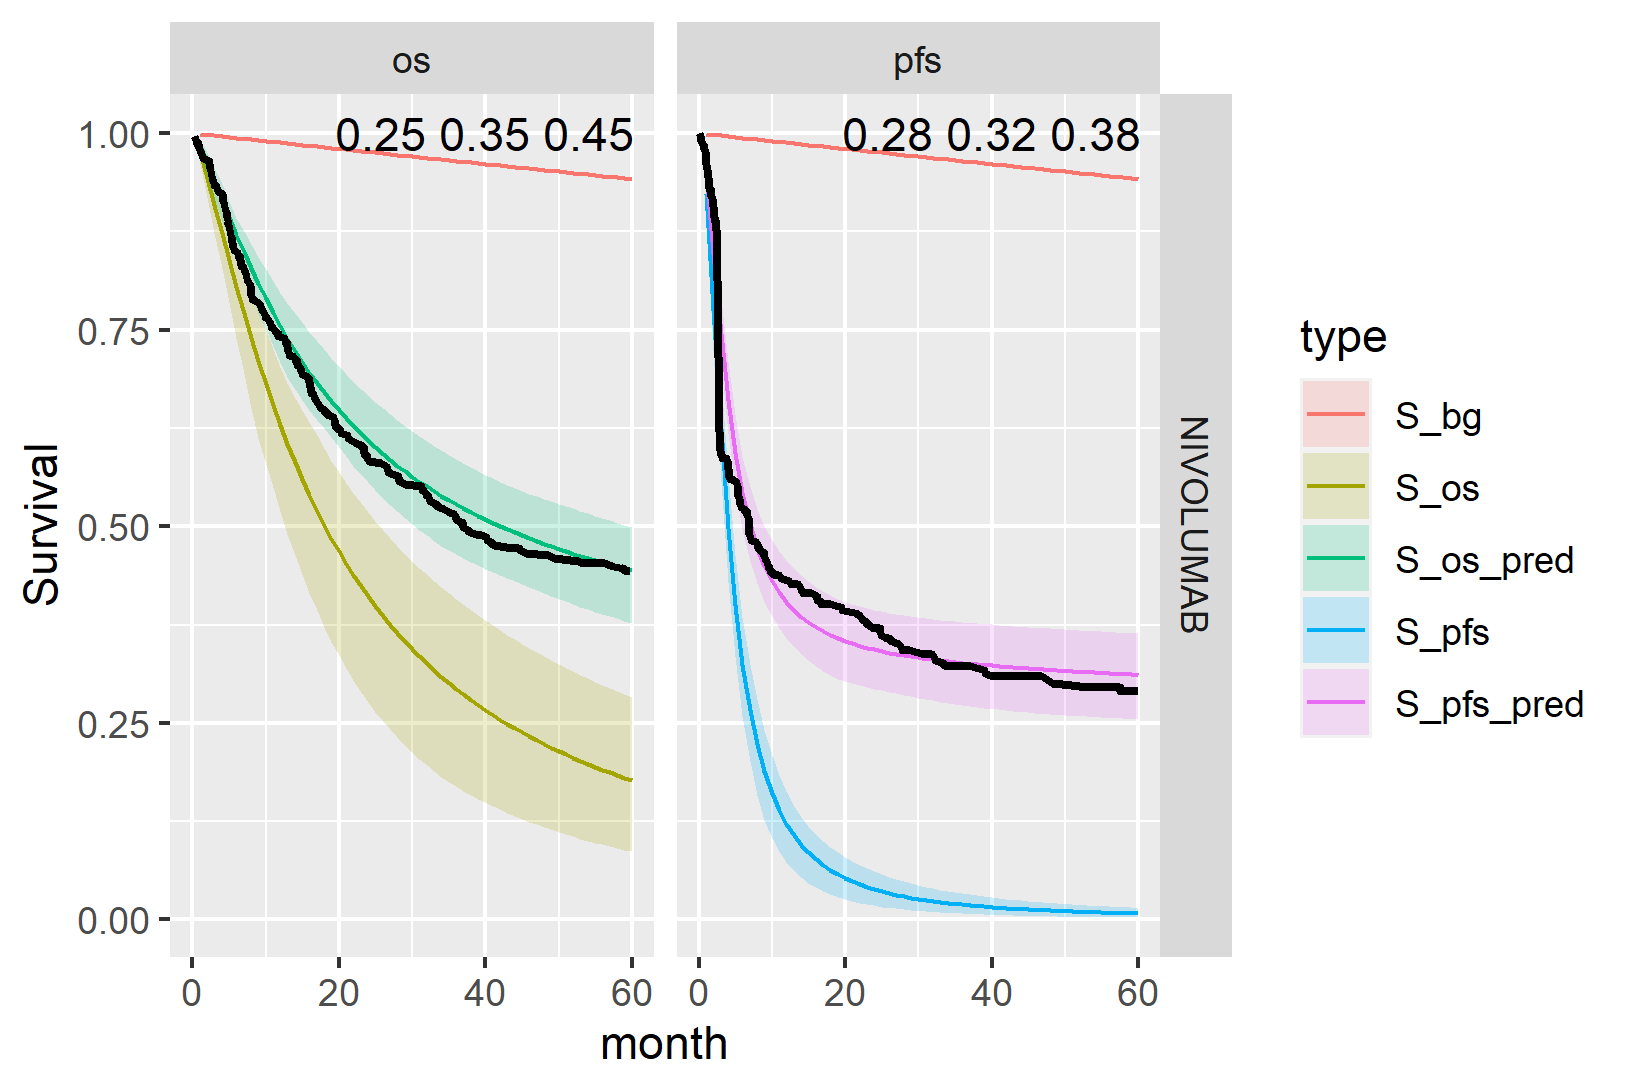 os pfs
0.25 0.35 0.45 0.28 0.32 0.38
1.00
0.75
0.50
0.25
0.00
Survival
NIVOLUMAB
0 20 40 60 0 20 40 60
month
type
S_bg
S_os
S_os_pred
S_pfs
S_pfs_pred